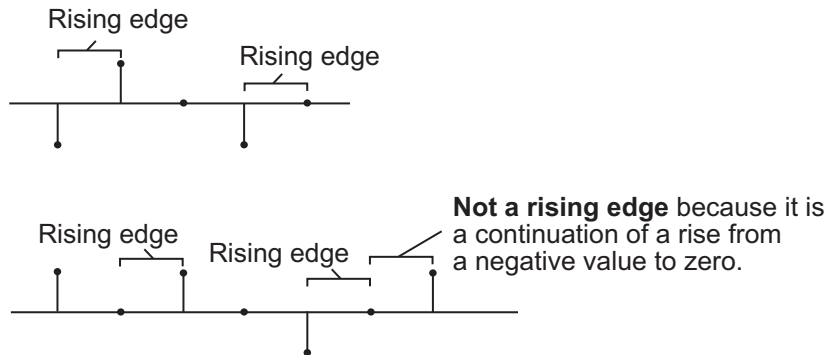 Rising edge
Rising edge
Not a rising edge because it is
a continuation of a rise from
a negative value to zero.
Rising edge
Rising edge